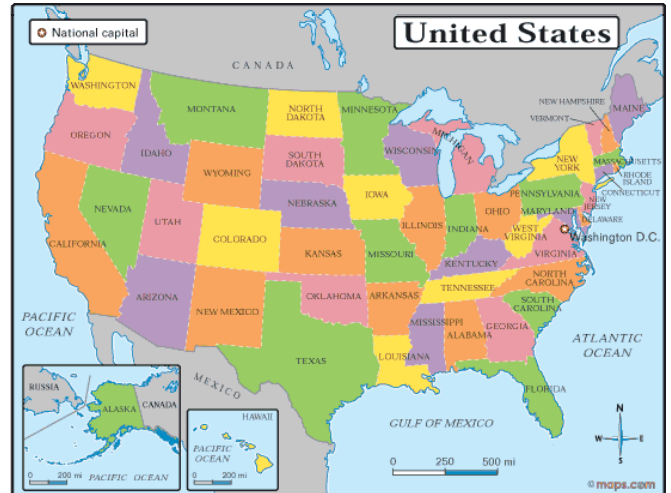 National capital
United States
CANADA
WASHINGTON
MONTANA
NORTH
DAKOTA
MINNESOTA
MICHIGAN
NEW HAMPSHIRE
VERMONT
MAINE
OREGON
IDAHO
WYOMING
SOUTH
DAKOTA
WISCONSIN
NEW
YORK
MASSACHUSETTS
RHODE
ISLAND
CONNECTICUT
NEVADA
UTAH
COLORADO
NEBRASKA
IOWA
ILLINOIS
INDIANA
OHIO
PENNSYLVANIA
NEW
JERSEY
MARYLAND
DELAWARE
Washington D.C.
CALIFORNIA
KANSAS
MISSOURI
KENTUCKY
WEST
VIRGINIA
VIRGINIA
ARIZONA
NEW MEXICO
OKLAHOMA
ARKANSAS
TENNESSEE
NORTH
CAROLINA
SOUTH
CAROLINA
PACIFIC
OCEAN
TEXAS
LOUISIANA
MISSISSIPPI
ALABAMA
GEORGIA
FLORIDA
ATLANTIC
OCEAN
MEXICO
GULF OF MEXICO
RUSSIA
ALASKA
CANADA
PACIFIC OCEAN
0 200 mi
HAWAII
PACIFIC
OCEAN
0 200 mi
0 250 500 mi
N
W E
S
©maps.com